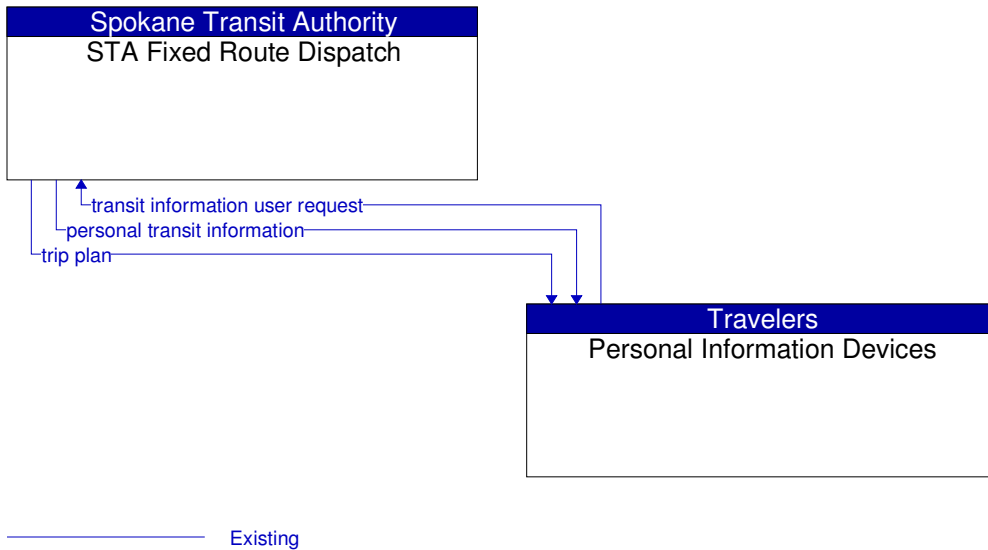 Spokane Transit Authority
STA Fixed Route Dispatch
transit information user request
personal transit information
trip plan
Travelers
Personal Information Devices
Existing